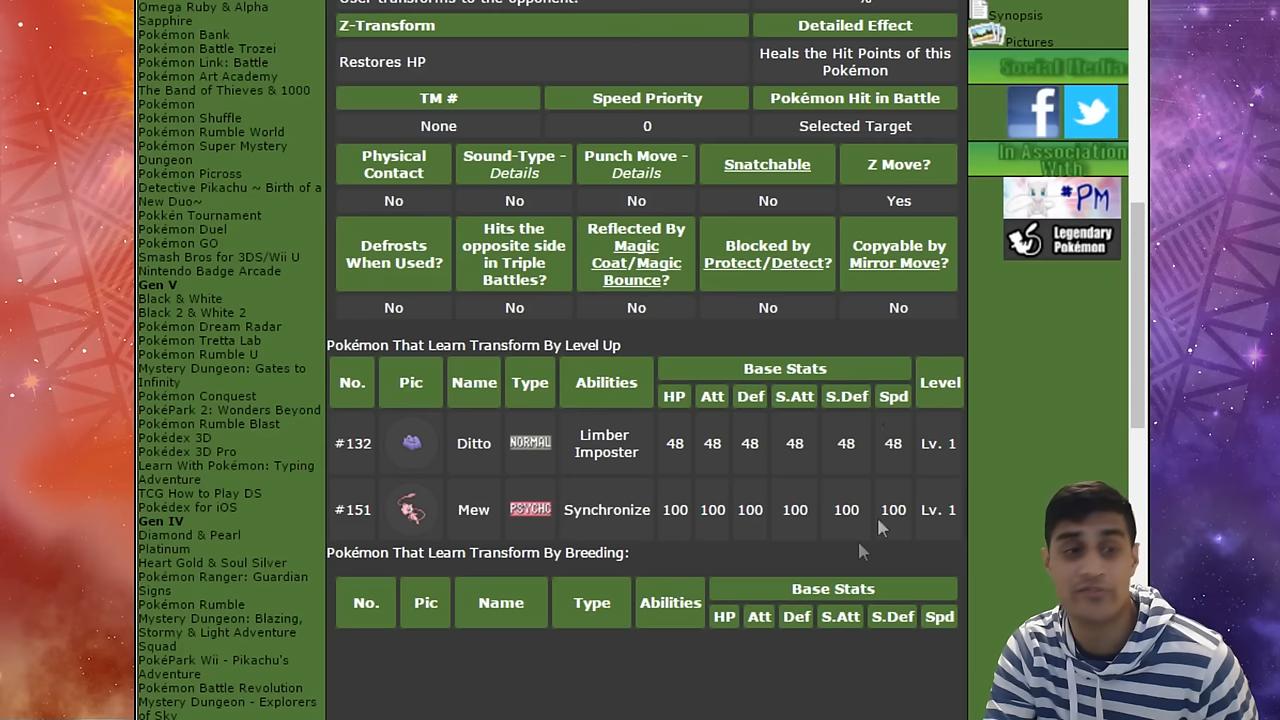 Omega Ruby & Alpha
Sapphire
Pokémon Bank
Pokémon Battle Trozei
Pokémon Link: Battle
Pokémon Art Academy
The Band of Thieves & 1000
Pokémon
Pokémon Shuffle
Pokémon Rumble World
Pokémon Super Mystery
Dungeon
Pokémon Picross
Detective Pikachu ~ Birth of a
New Duo~
Pokkén Tournament
Pokémon Duel
Pokémon GO
Smash Bros for 3DS/Wii U
Nintendo Badge Arcade
Gen V
Black & White
Black 2 & White 2
Pokémon Dream Radar
Pokémon Tretta Lab
Pokémon Rumble U
Mystery Dungeon: Gates to
Infinity
Pokémon Conquest
PokéPark 2: Wonders Beyond
Pokémon Rumble Blast
Pokédex 3D
Pokédex 3D Pro
Learn With Pokémon: Typing
Adventure
TCG How to Play DS
Pokédex for iOS
Gen IV
Diamond & Pearl
Platinum
Heart Gold & Soul Silver
Pokémon Ranger: Guardian
Signs
Pokémon Rumble
Mystery Dungeon: Blazing,
Stormy & Light Adventure
Squad
PokéPark Wii - Pikachu's
Adventure
Pokémon Battle Revolution
Mystery Dungeon - Explorers
of Sky
User transforms to the opponent. %
Z-Transform Detailed Effect
Restores HP Heals the Hit Points of this
Pokémon
TM # Speed Priority Pokémon Hit in Battle
None 0 Selected Target
Physical
Contact
Sound-Type -
Details
Punch Move -
Details
Snatchable
Z Move?
No No No No Yes
Defrosts
When Used?
Hits the
opposite side
in Triple
Battles?
Reflected By
Magic
Coat/Magic
Bounce?
Blocked by
Protect/Detect?
Copyable by
Mirror Move?
No No No No No
Pokémon That Learn Transform By Level Up
No. Pic Name Type Abilities Base Stats Level
HP Att Def S.Att S.Def Spd
#132 Ditto NORMAL Limber
Imposter 48 48 48 48 48 48 Lv. 1
#151 Mew PSYCHC Synchronize 100 100 100 100 100 100 Lv. 1
Pokémon That Learn Transform By Breeding:
No. Pic Name Type Abilities Base Stats
HP Att Def S.Att S.Def Spd
Synopsis
Pictures
Social Media
f
In Association
With
#PM
Legendary
Pokémon